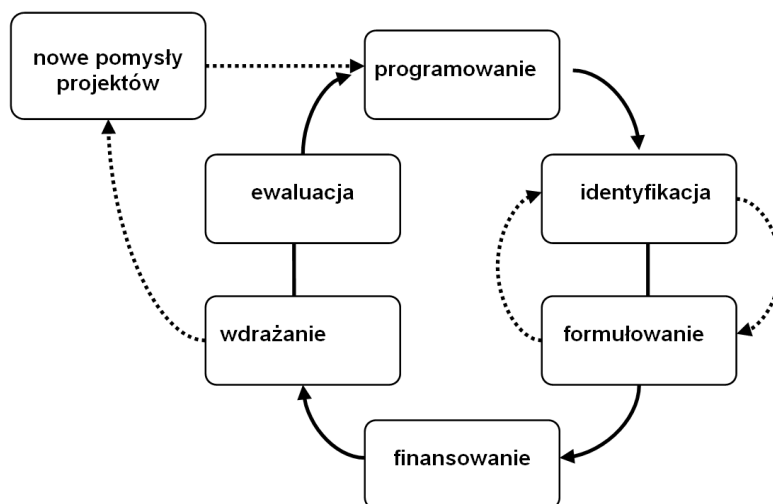 nowe pomysły
projektów
programowanie
ewaluacja
identyfikacja
wdrażanie
formułowanie
finansowanie